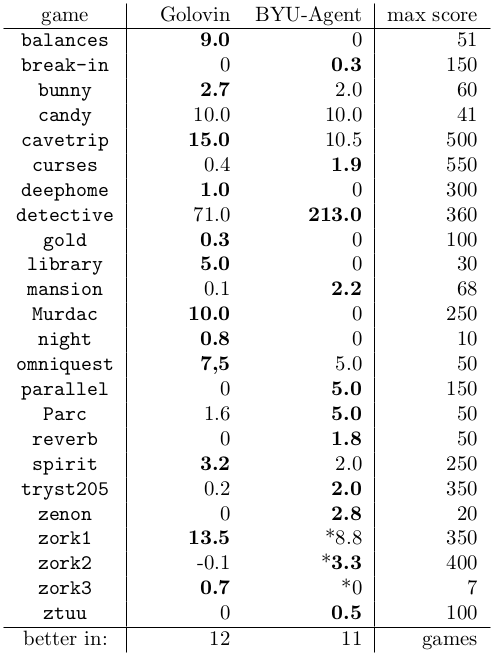 game Golovin BYU-Agent max score
balances 9.0 0 51
break-in 0 0.3 150
bunny 2.7 2.0 60
candy 10.0 10.0 41
cavetrip 15.0 10.5 500
curses 0.4 1.9 550
deephome 1.0 0 300
detective 71.0 213.0 360
gold 0.3 0 100
library 5.0 0 30
mansion 0.1 2.2 68
Murdac 10.0 0 250
night 0.8 0 10
omniquest 7,5 5.0 50
parallel 0 5.0 150
Parc 1.6 5.0 50
reverb 0 1.8 50
spirit 3.2 2.0 250
tryst205 0.2 2.0 350
zenon 0 2.8 20
zork1 13.5 *8.8 350
zork2 -0.1 *3.3 400
zork3 0.7 *0 7
ztuu 0 0.5 100
better in: 12 11 games